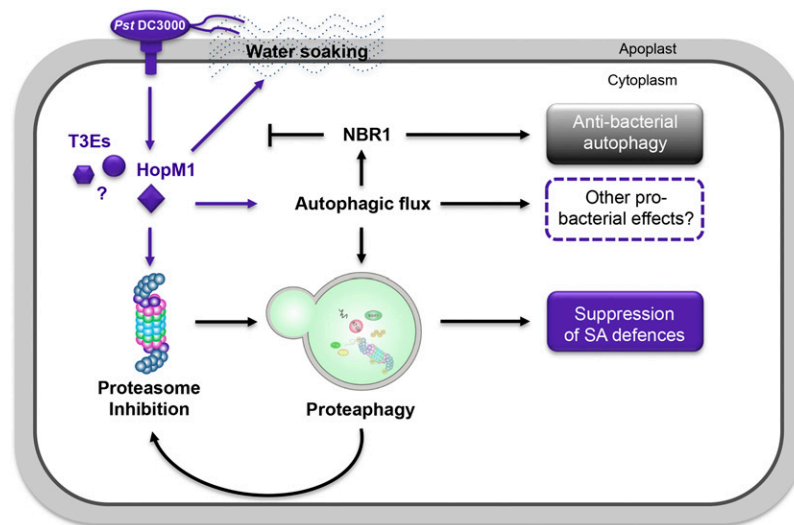 Pst DC3000
Water soaking
Apoplast
Cytoplasm
T3Es
?
HopM1
NBR1
Anti-bacterial
autophagy
Autophagic flux
Other pro-
bacterial effects?
Proteasome
Inhibition
Proteaphagy
Suppression
of SA defences